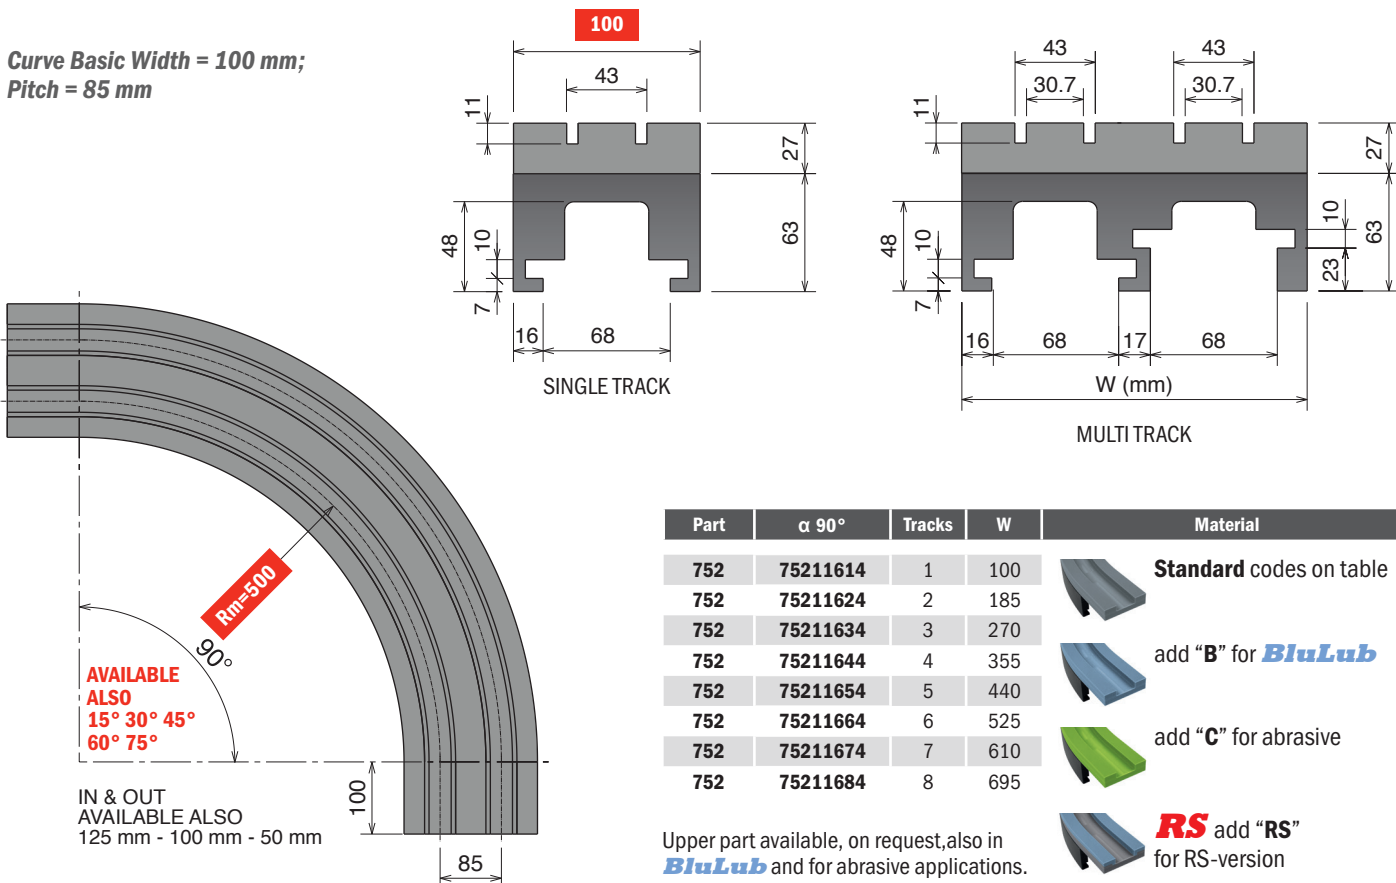 Curve Basic Width = 100 mm;
Pitch = 85 mm
100
43
11
27
63
48
10
7
16
68
SINGLE TRACK
43
43
30.7
30.7
11
27
63
48
10
7
10
23
16
68
17
68
W (mm)
MULTI TRACK
Rm=500
90°
AVAILABLE
ALSO
15° 30° 45°
60° 75°
IN & OUT
AVAILABLE ALSO
125 mm - 100 mm - 50 mm
100
85
Part α 90° Tracks W Material
752 75211614 1 100
752 75211624 2 185
752 75211634 3 270
752 75211644 4 355
752 75211654 5 440
752 75211664 6 525
752 75211674 7 610
752 75211684 8 695
Standard codes on table
add “B” for BluLub
add “C” for abrasive
RS add “RS”
for RS-version
Upper part available, on request,also in
BluLub and for abrasive applications.